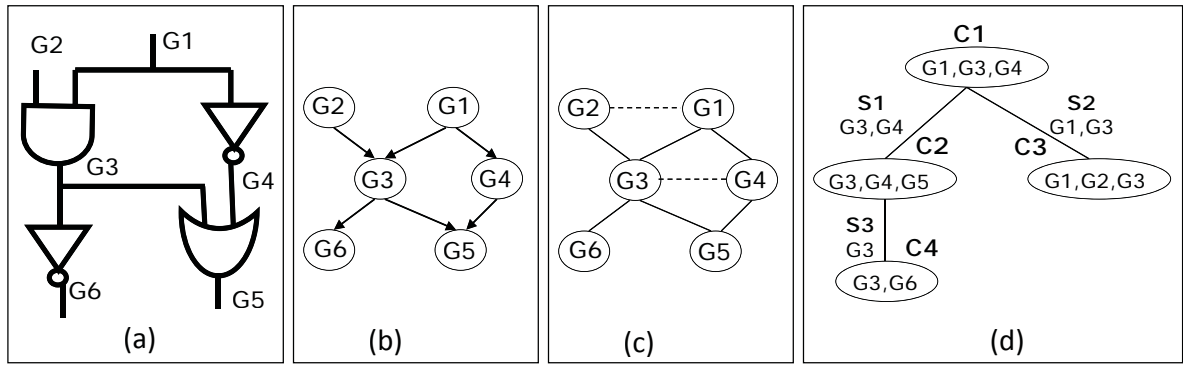 G2
G1
G3
G4
G6
G5
(a)
G2
G1
G3
G4
G6
G5
(b)
G2
G1
G3
G4
G6
G5
(c)
C1
G1,G3,G4
S1
G3,G4
S2
G1,G3
C2
C3
G3,G4,G5
G1,G2,G3
S3
G3
C4
G3,G6
(d)